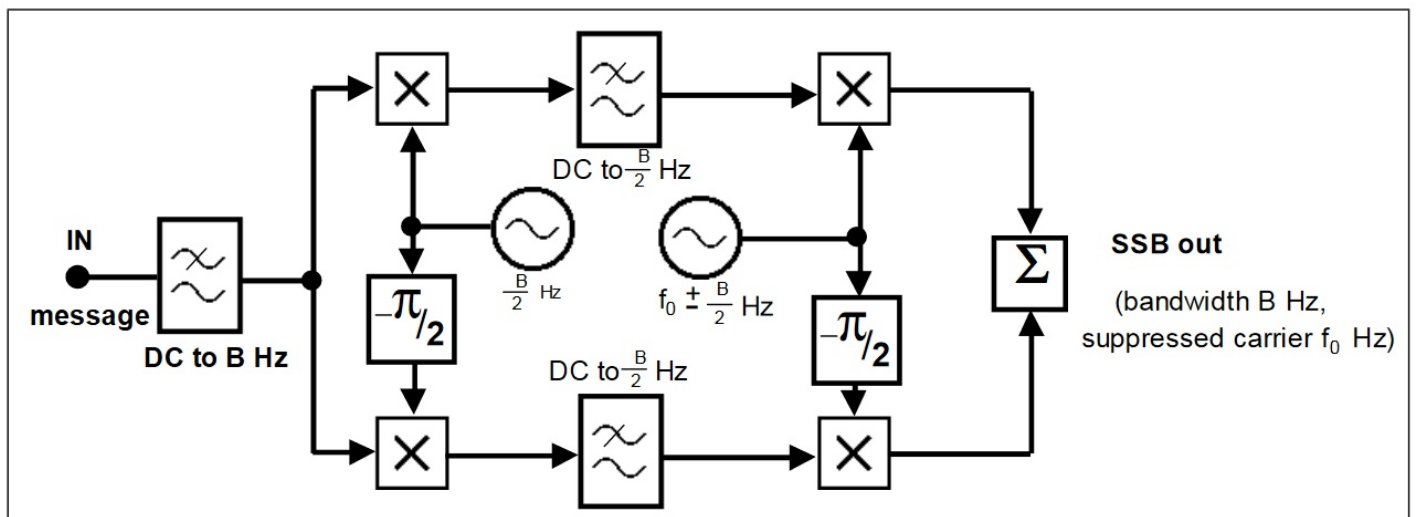 ×
×
DC to B/2 Hz
IN
message
DC to B Hz
B/2 Hz
f₀ ± B/2 Hz
–π/2
–π/2
Σ
SSB out
(bandwidth B Hz,
suppressed carrier f₀ Hz)
DC to B/2 Hz
×
×